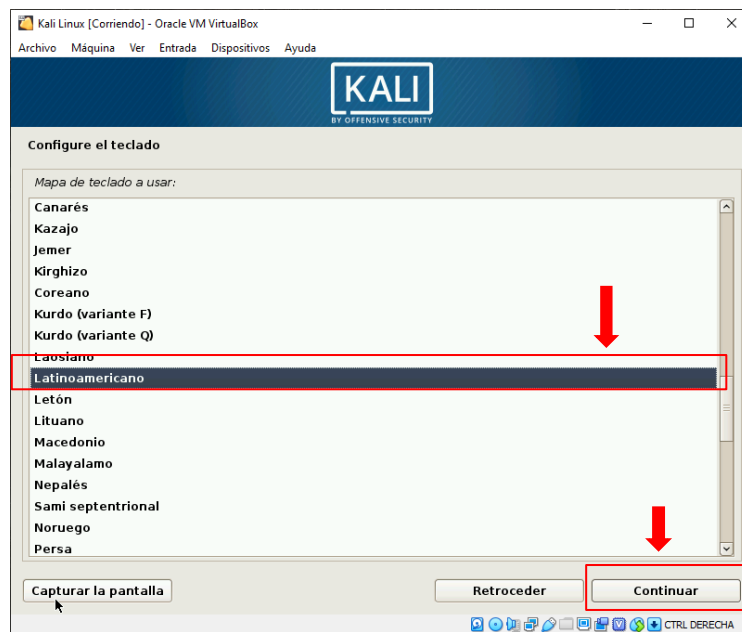 Kali Linux [Corriendo] - Oracle VM VirtualBox
Archivo Máquina Ver Entrada Dispositivos Ayuda
KALI
BY OFFENSIVE SECURITY
Configure el teclado
Mapa de teclado a usar:
Canarés
Kazajo
Jemer
Kirghizo
Coreano
Kurdo (variante F)
Kurdo (variante Q)
Laosiano
Latinoamericano
Letón
Lituano
Macedonio
Malayalamo
Nepalés
Sami septentrional
Noruego
Persa
Capturar la pantalla Retroceder Continuar
CTRL DERECHA